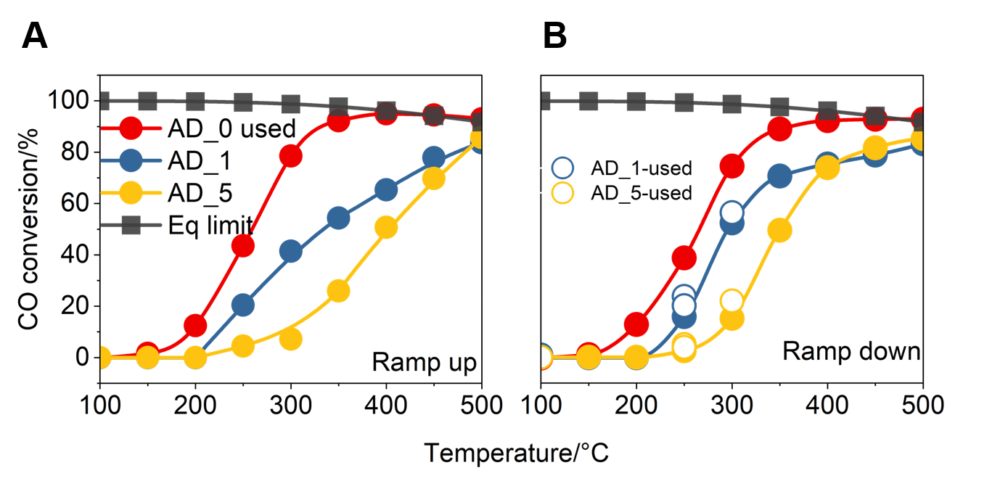 A
B
CO conversion/%
100
80
60
40
20
0
AD_0 used
AD_1
AD_5
Eq limit
Ramp up
100 200 300 400 500
AD_1-used
AD_5-used
Ramp down
100 200 300 400 500
Temperature/°C